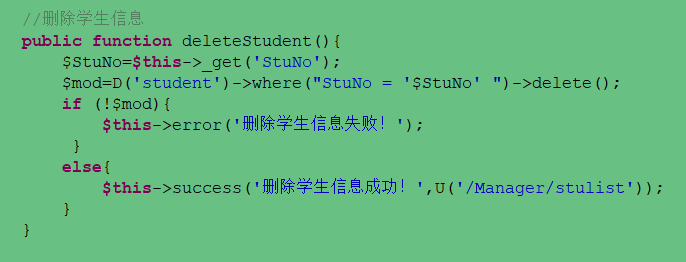 //删除学生信息
public function deleteStudent(){
$StuNo=$this->_get('StuNo');
$mod=D('student')->where("StuNo = '$StuNo' ")->delete();
if (!$mod){
$this->error('删除学生信息失败！');
}
else{
$this->success('删除学生信息成功！',U('/Manager/stulist'));
}
}